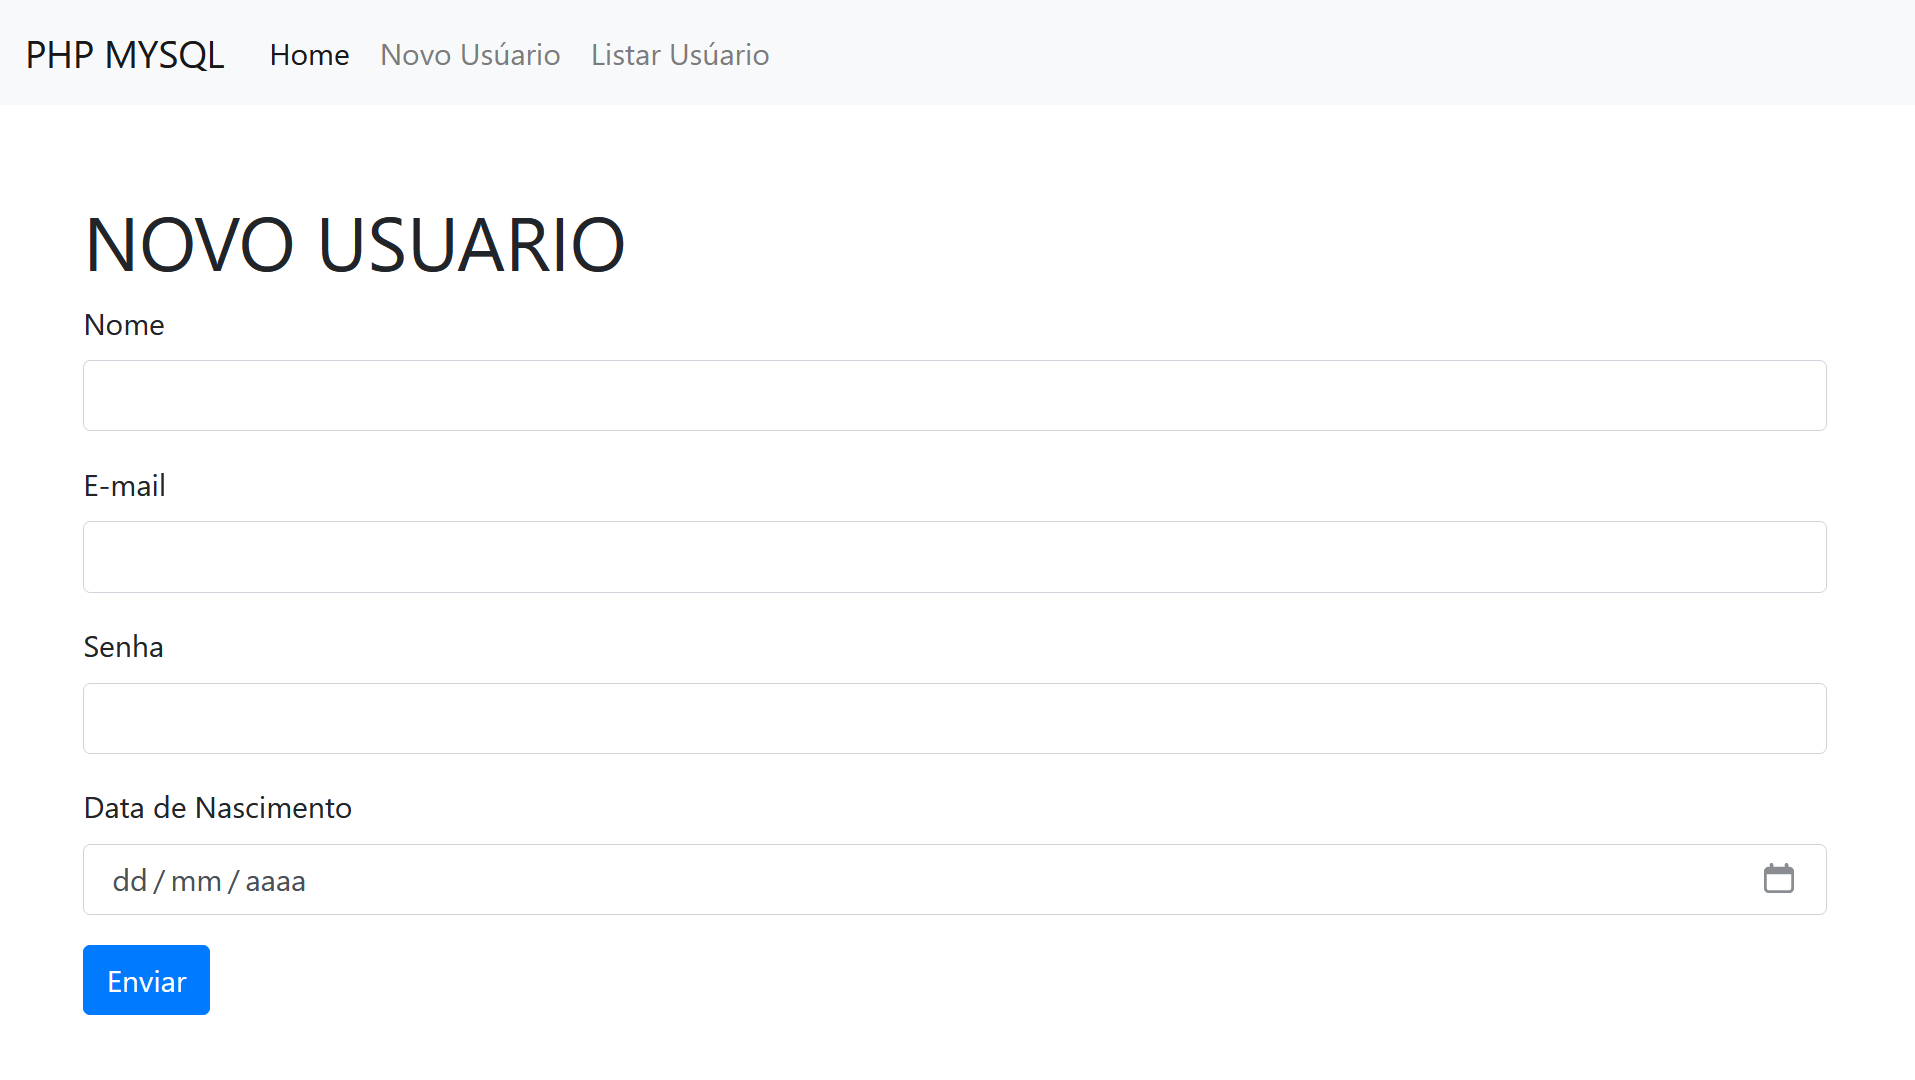 PHP MYSQL Home Novo Usúario Listar Usúario
NOVO USUARIO
Nome
E-mail
Senha
Data de Nascimento
dd/mm/aaaa
Enviar